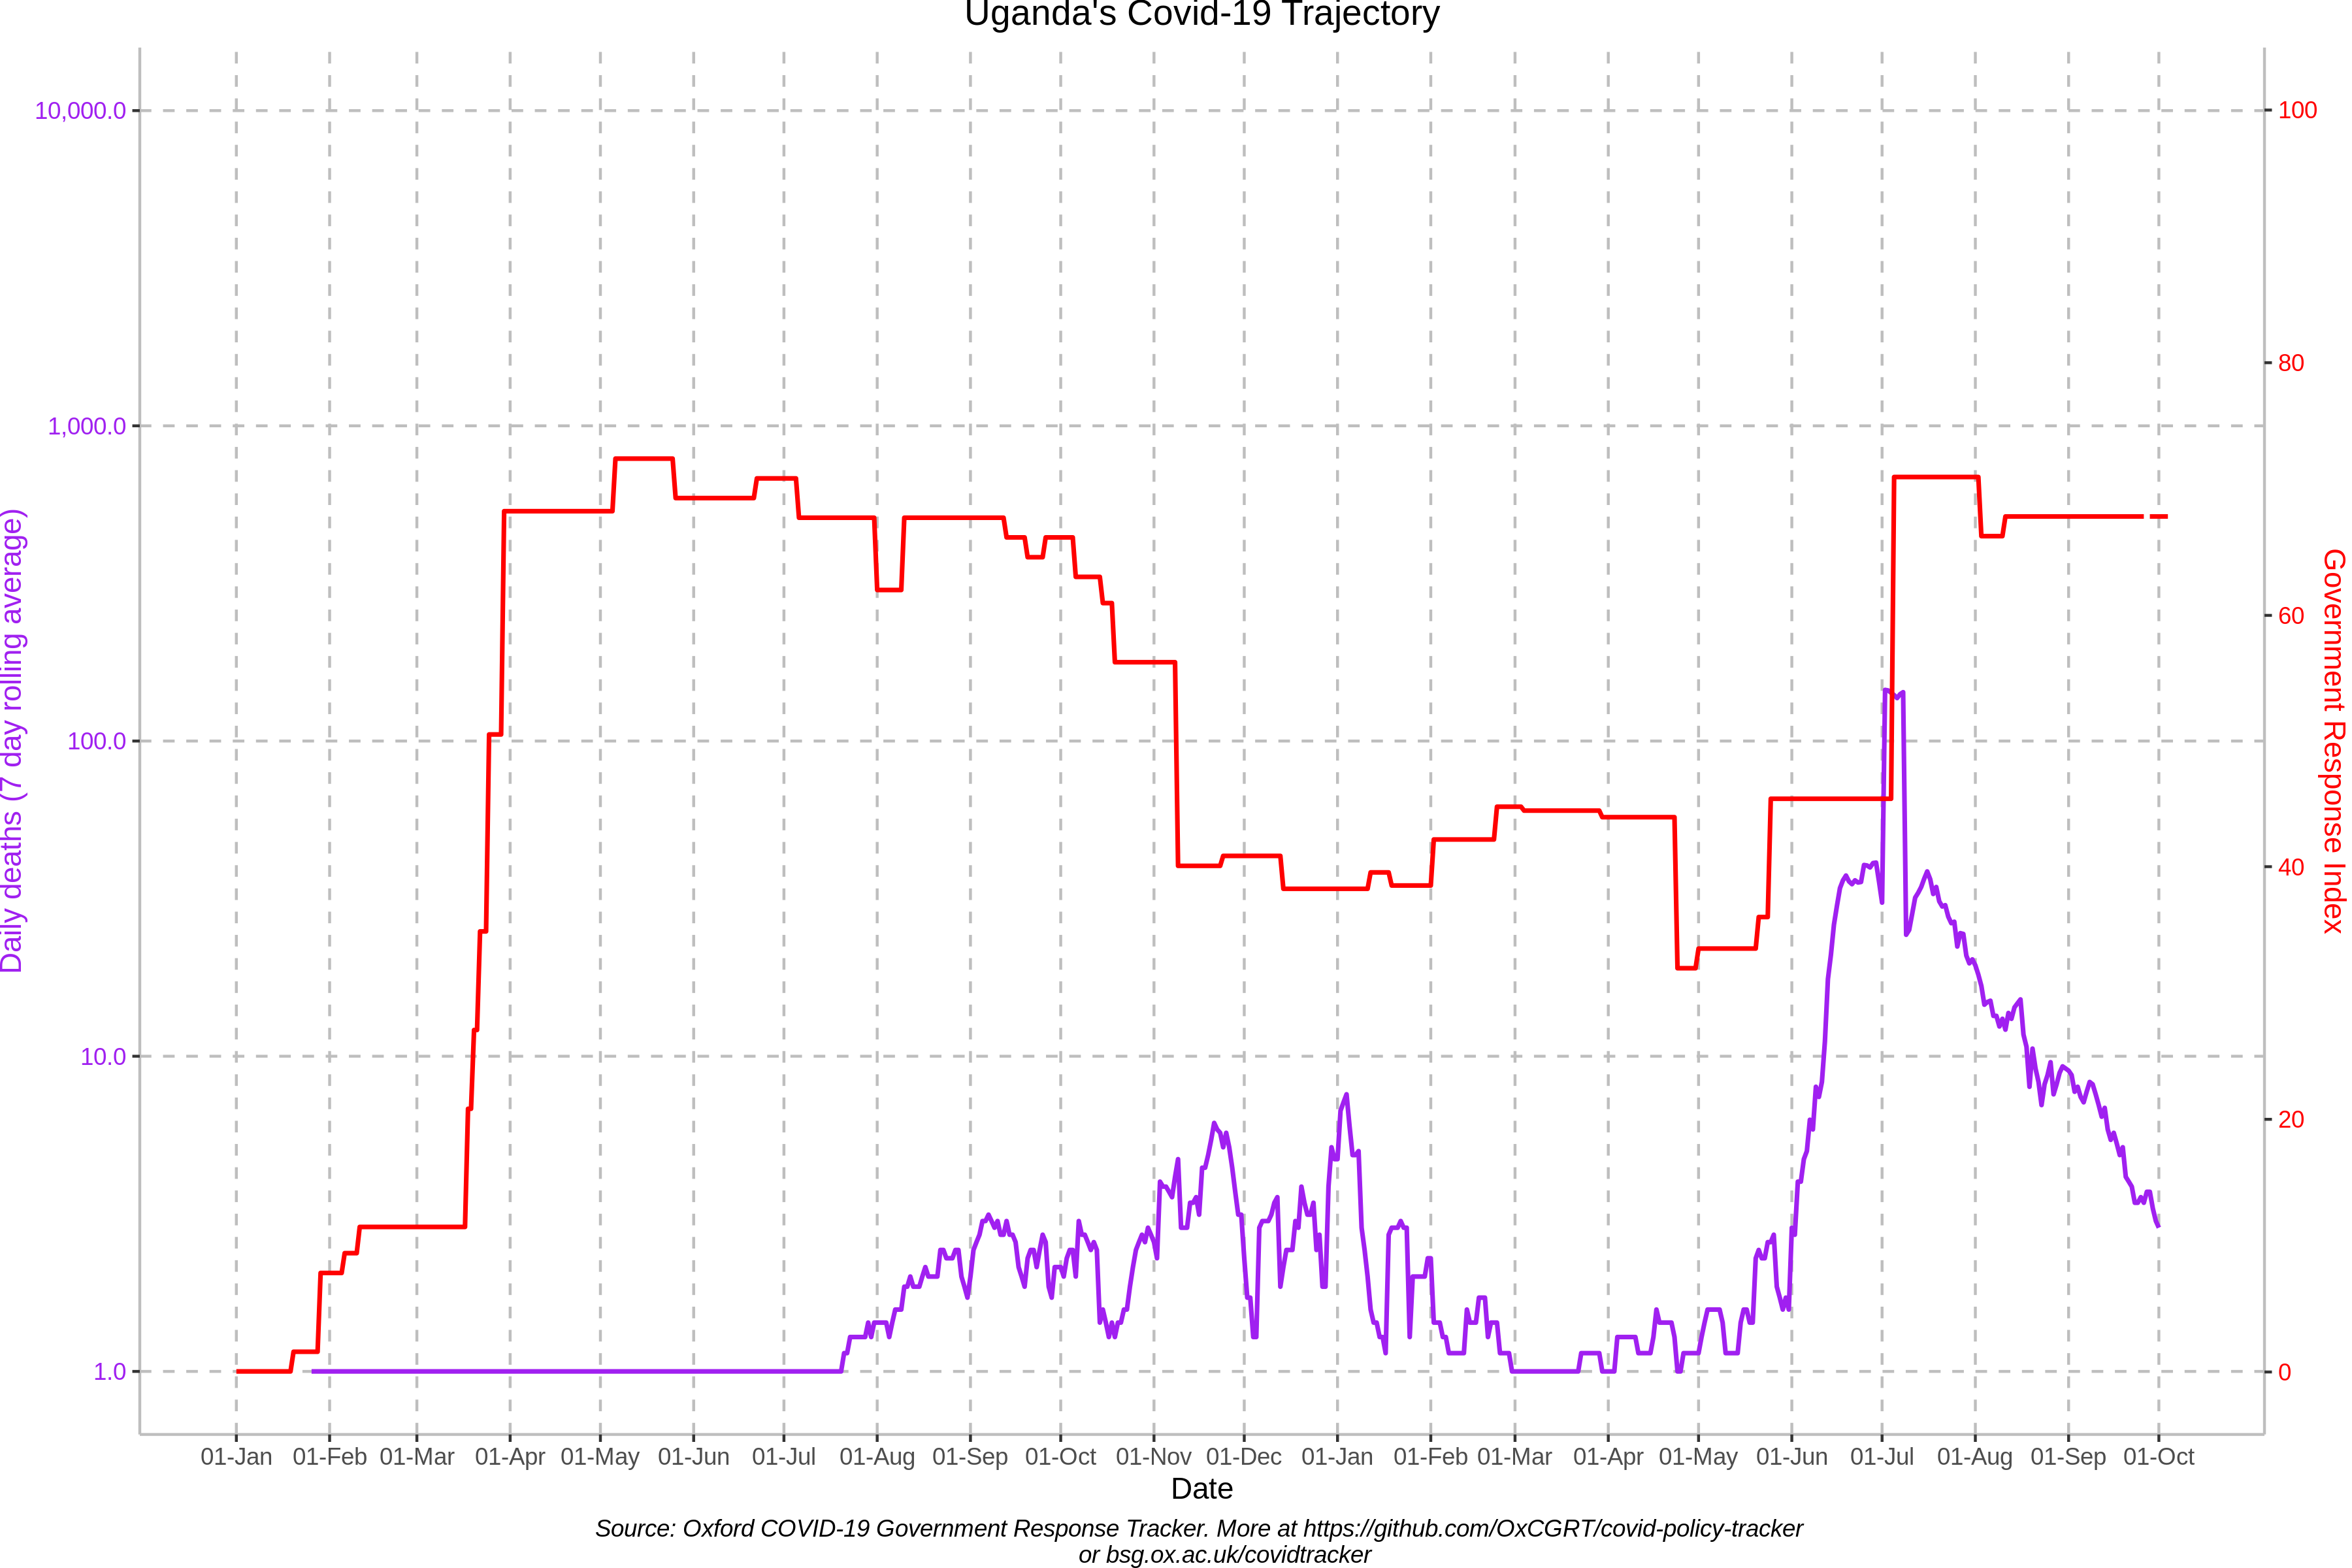 Uganda's Covid-19 Trajectory
10,000.0
1,000.0
100.0
10.0
1.0
Daily deaths (7 day rolling average)
100
80
60
40
20
0
Government Response Index
01-Jan 01-Feb 01-Mar 01-Apr 01-May 01-Jun 01-Jul 01-Aug 01-Sep 01-Oct 01-Nov 01-Dec 01-Jan 01-Feb 01-Mar 01-Apr 01-May 01-Jun 01-Jul 01-Aug 01-Sep 01-Oct
Date
Source: Oxford COVID-19 Government Response Tracker. More at https://github.com/OxCGRT/covid-policy-tracker
or bsg.ox.ac.uk/covidtracker